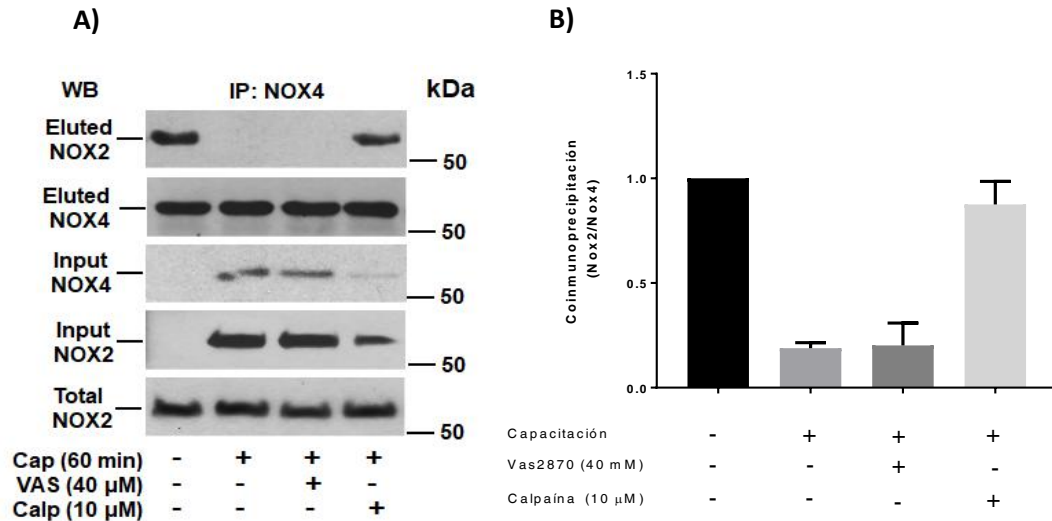 A)
WB IP: NOX4 kDa
Eluted
NOX2
50
Eluted
NOX4
50
Input
NOX4
50
Input
NOX2
50
Total
NOX2
50
Cap (60 min) - + + +
VAS (40 µM) - - + -
Calp (10 µM) - - - +
B)
Coinmunoprecipitación
(Nox2/Nox4)
1.5
1.0
0.5
0.0
Capacitación - + + +
Vas2870 (40 mM) - - + -
Calpaína (10 µM) - - - +